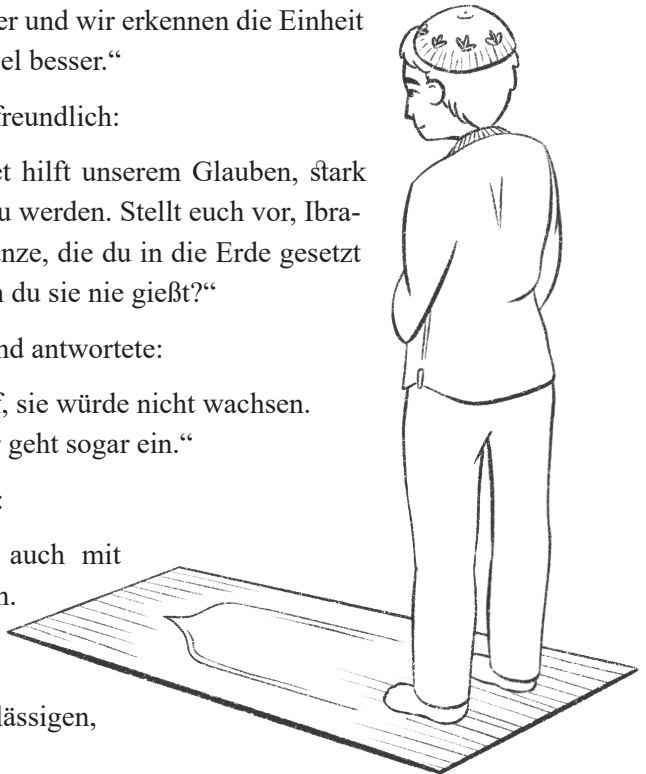 er und wir erkennen die Einheit
el besser.“
freundlich:
et hilft unserem Glauben, stark
u werden. Stellt euch vor, Ibra-
nze, die du in die Erde gesetzt
n du sie nie gießt?“
nd antwortete:
, sie würde nicht wachsen.
r geht sogar ein.“
:
auch mit
n.
lässigen,